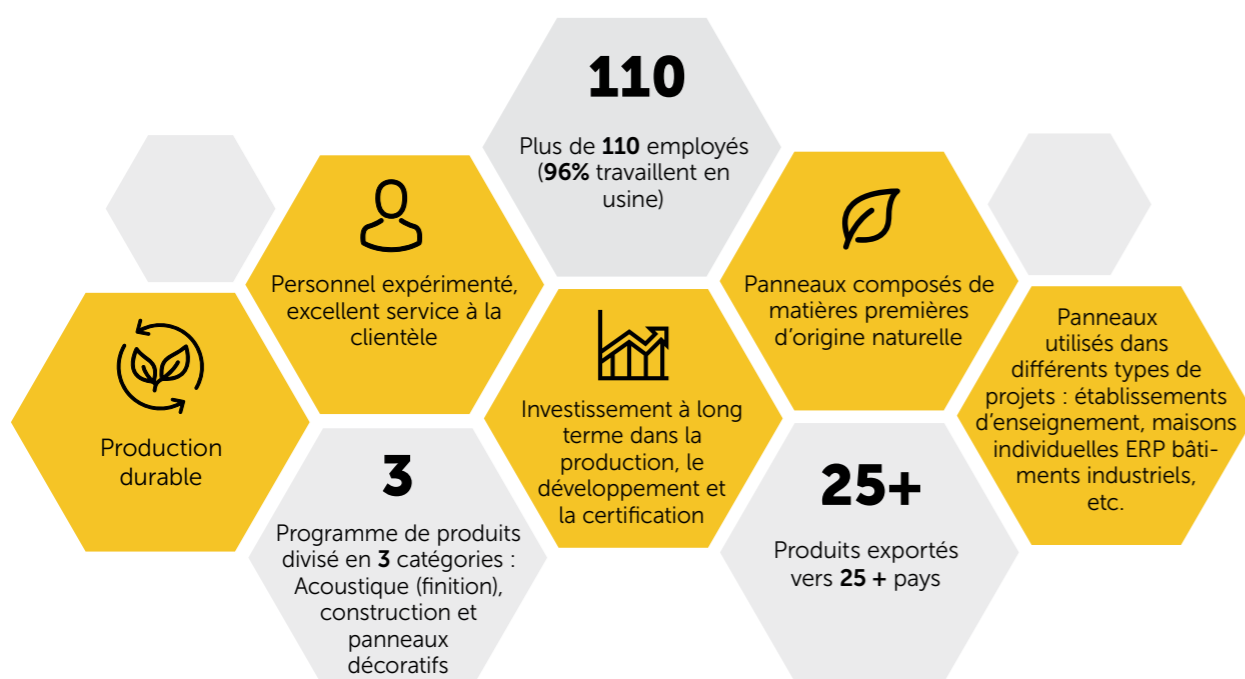 110
Plus de 110 employés
(96% travaillent en
usine)
Personnel expérimenté,
excellent service à la
clientèle
Panneaux composés de
matières premières
d'origine naturelle
Production
durable
Investissement à long
terme dans la
production, le
développement et
la certification
Panneaux
utilisés dans
différents types de
projets : établissements
d'enseignement, maisons
individuelles ERP bâti-
ments industriels,
etc.
3
Programme de produits
divisé en 3 catégories :
Acoustique (finition),
construction et
panneaux
décoratifs
25+
Produits exportés
vers 25 + pays